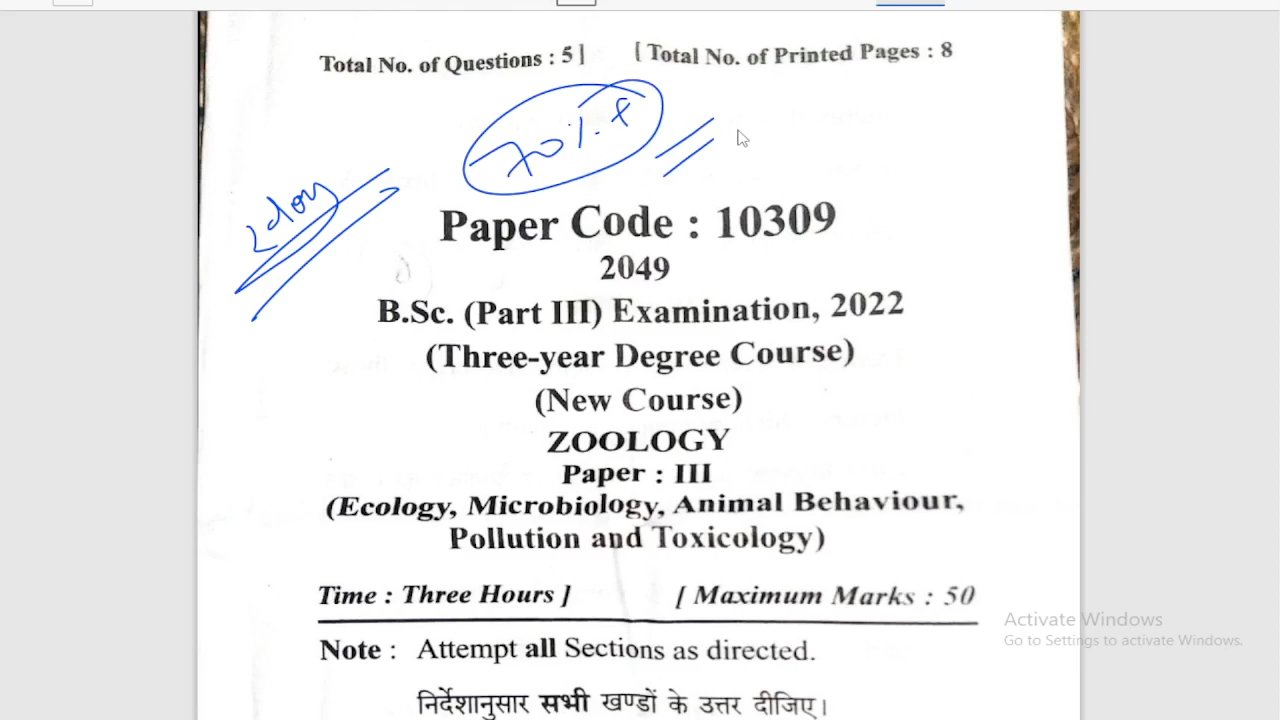 Total No. of Questions : 5 ] [ Total No. of Printed Pages : 8
70%.
2 day
Paper Code : 10309
2049
B.Sc. (Part III) Examination, 2022
(Three-year Degree Course)
(New Course)
ZOOLOGY
Paper : III
(Ecology, Microbiology, Animal Behaviour,
Pollution and Toxicology)
Time : Three Hours ] [ Maximum Marks : 50
Activate Windows
Go to Settings to activate Windows.
Note : Attempt all Sections as directed.
निर्देशानुसार सभी खण्डों के उत्तर दीजिए।